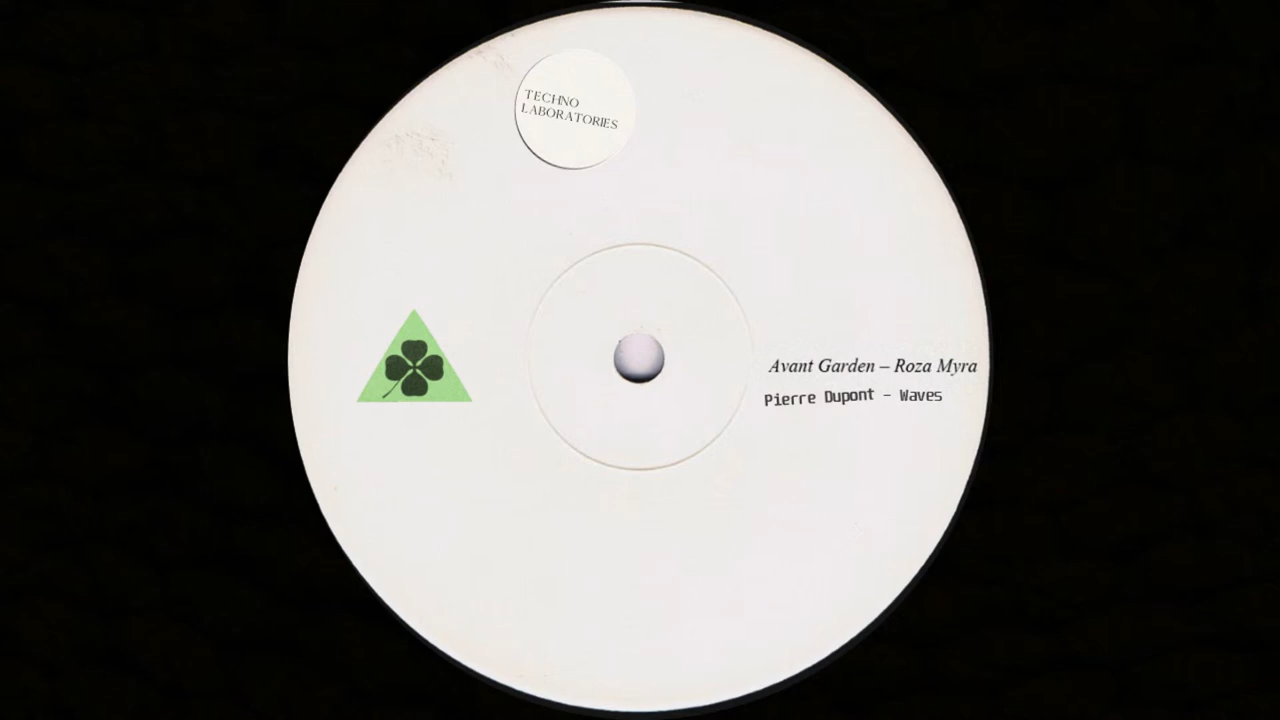 TECHNO
LABORATORIES
Avant Garden – Roza Myra
Pierre Dupont - Waves